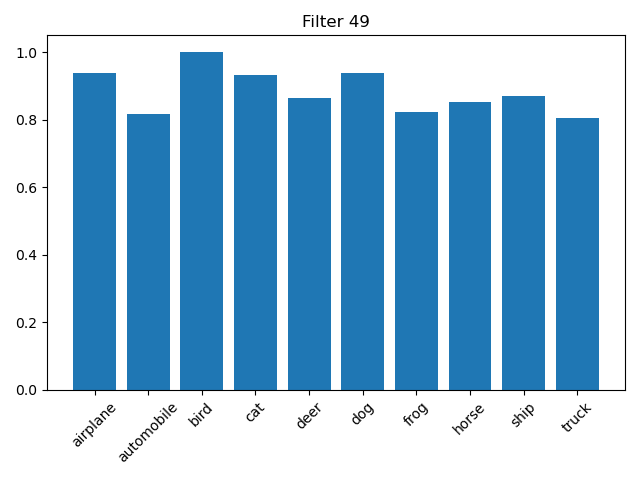 Filter 49
1.0
0.8
0.6
0.4
0.2
0.0
airplane
automobile
bird
cat
deer
dog
frog
horse
ship
truck